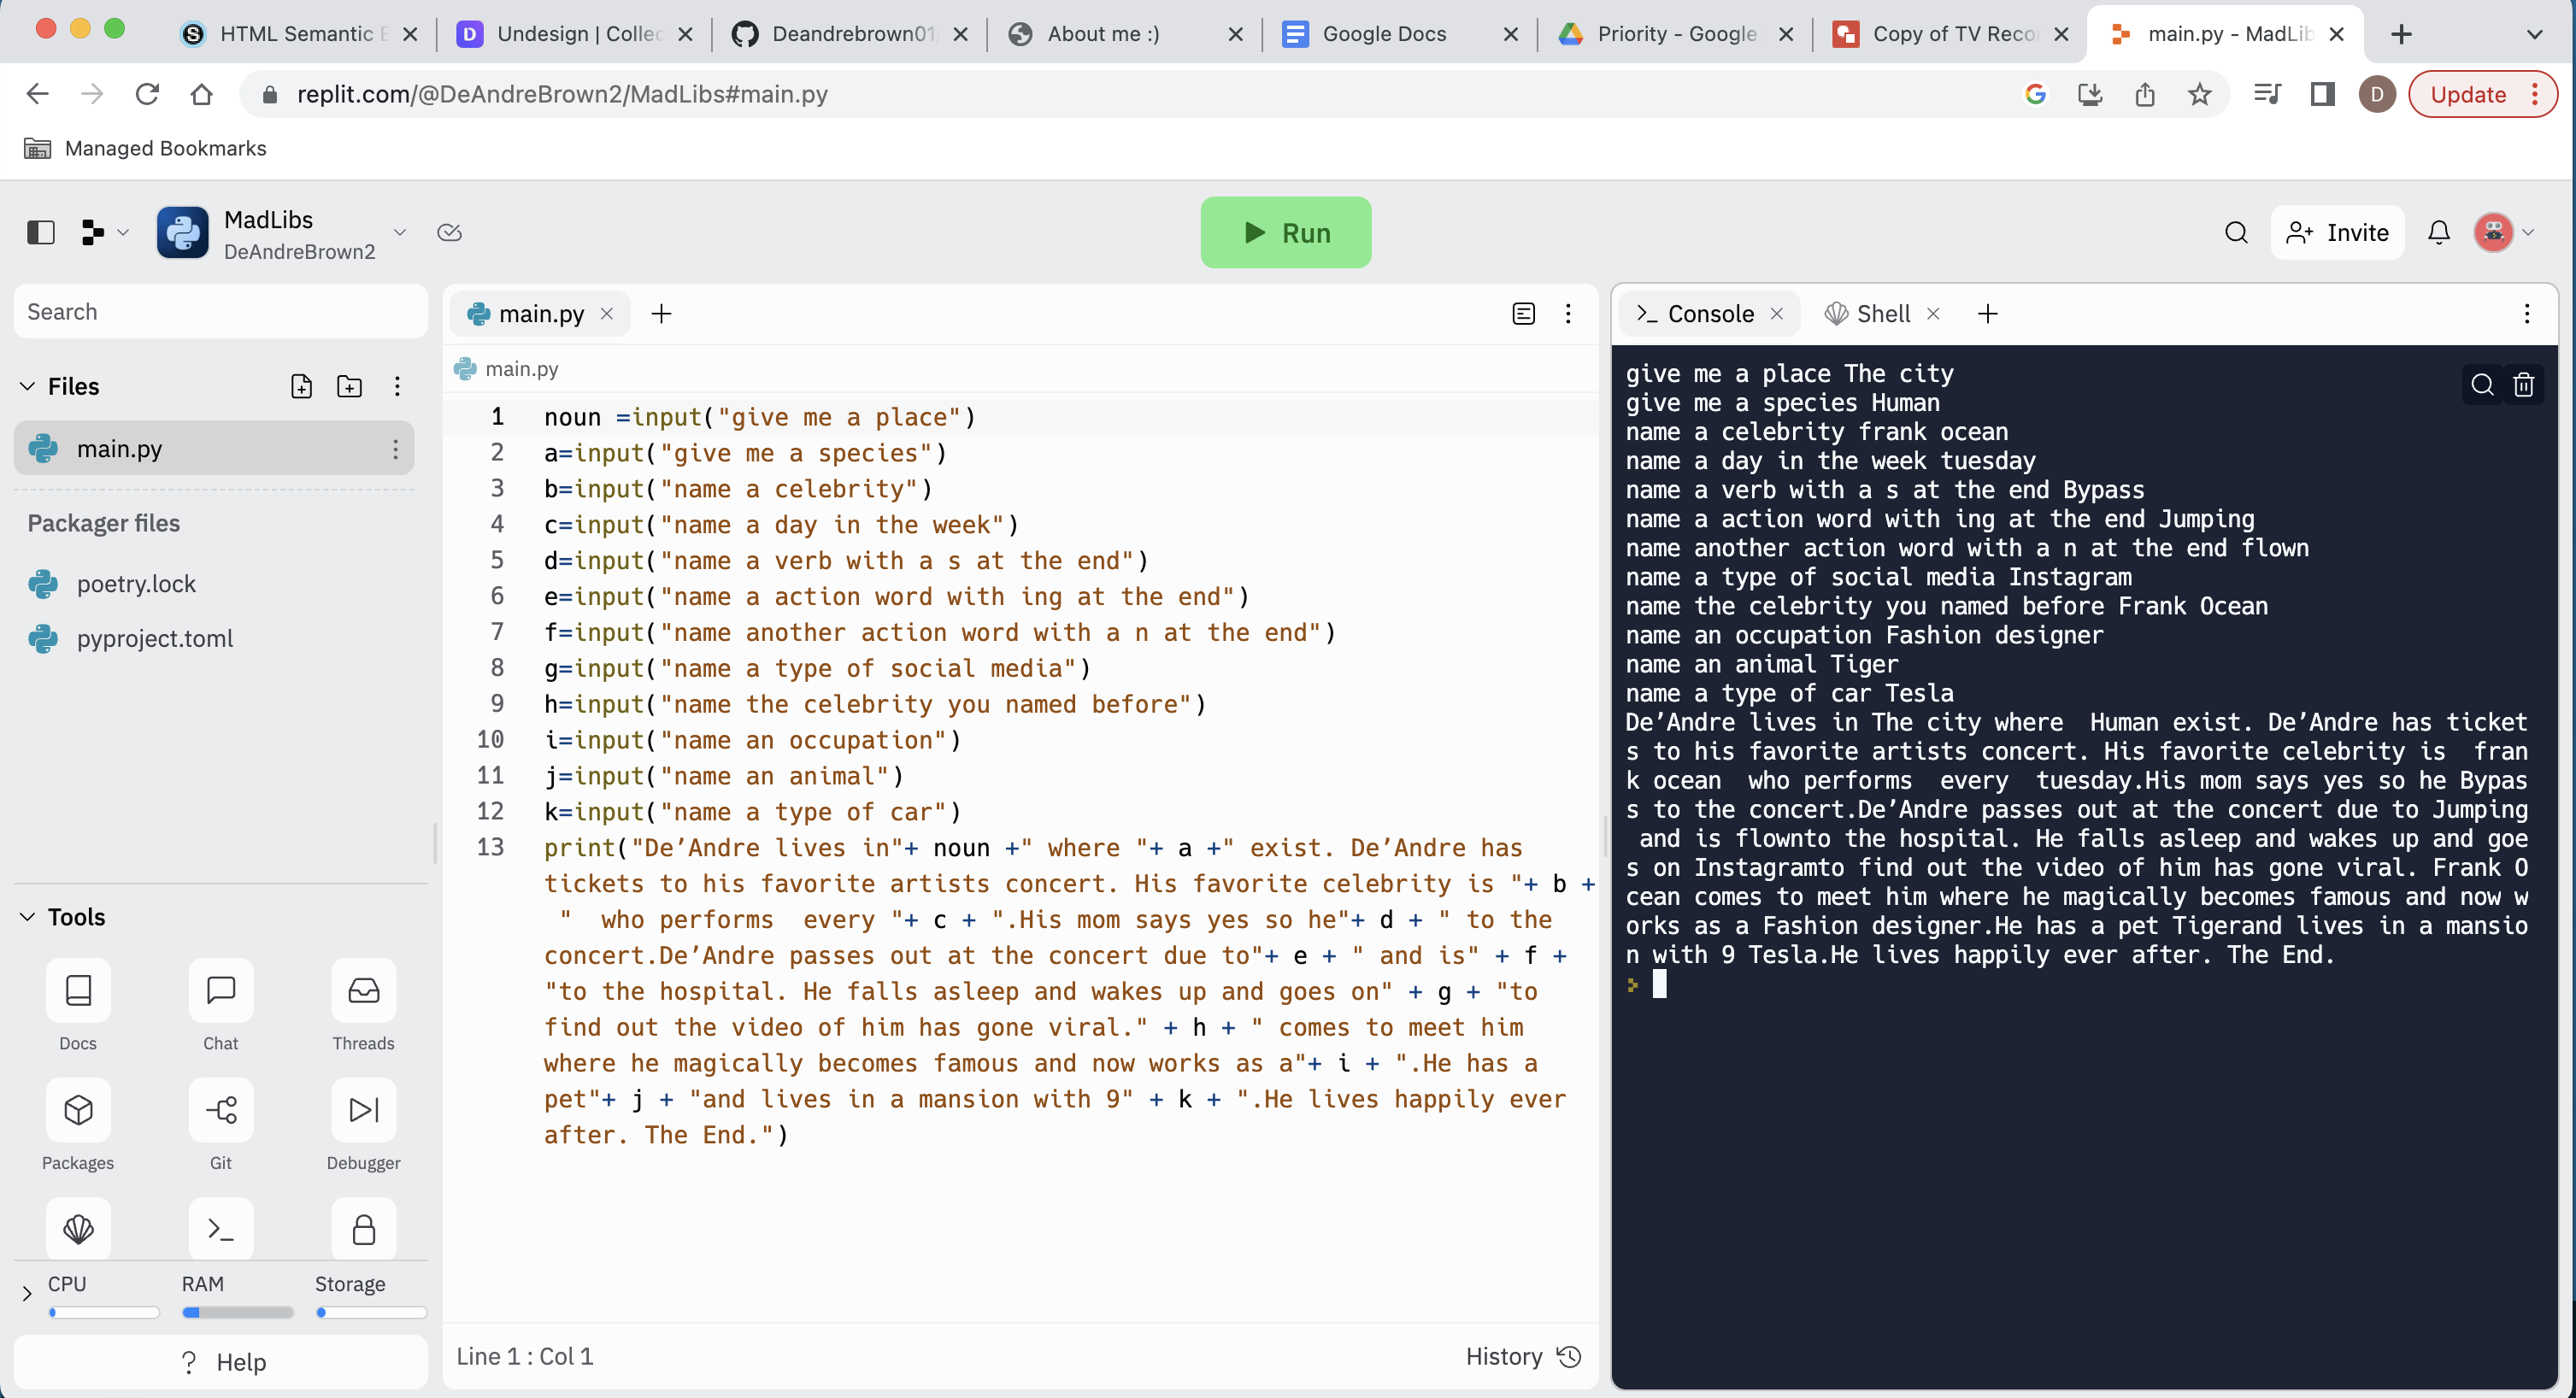 HTML Semantic E
Undesign | Collec
Deandrebrown01
About me :)
Google Docs
Priority - Google
Copy of TV Reco
main.py - MadLib
replit.com/@DeAndreBrown2/MadLibs#main.py
D
Update
Managed Bookmarks
MadLibs
DeAndreBrown2
Run
Invite
Search
Files
main.py
Packager files
poetry.lock
pyproject.toml
Tools
Docs
Chat
Threads
Packages
Git
Debugger
CPU
RAM
Storage
? Help
main.py
main.py
1 noun =input("give me a place")
2 a=input("give me a species")
3 b=input("name a celebrity")
4 c=input("name a day in the week")
5 d=input("name a verb with a s at the end")
6 e=input("name a action word with ing at the end")
7 f=input("name another action word with a n at the end")
8 g=input("name a type of social media")
9 h=input("name the celebrity you named before")
10 i=input("name an occupation")
11 j=input("name an animal")
12 k=input("name a type of car")
13 print("De’Andre lives in"+ noun +" where "+ a +" exist. De’Andre has
tickets to his favorite artists concert. His favorite celebrity is "+ b +
"  who performs  every "+ c + ".His mom says yes so he"+ d + " to the
concert.De’Andre passes out at the concert due to"+ e + " and is" + f +
"to the hospital. He falls asleep and wakes up and goes on" + g + "to
find out the video of him has gone viral." + h + " comes to meet him
where he magically becomes famous and now works as a"+ i + ".He has a
pet"+ j + "and lives in a mansion with 9" + k + ".He lives happily ever
after. The End.")
Line 1 : Col 1
History
Console
Shell
give me a place The city
give me a species Human
name a celebrity frank ocean
name a day in the week tuesday
name a verb with a s at the end Bypass
name a action word with ing at the end Jumping
name another action word with a n at the end flown
name a type of social media Instagram
name the celebrity you named before Frank Ocean
name an occupation Fashion designer
name an animal Tiger
name a type of car Tesla
De’Andre lives in The city where  Human exist. De’Andre has ticket
s to his favorite artists concert. His favorite celebrity is  fran
k ocean  who performs  every  tuesday.His mom says yes so he Bypas
s to the concert.De’Andre passes out at the concert due to Jumping
 and is flownto the hospital. He falls asleep and wakes up and goe
s on Instagramto find out the video of him has gone viral. Frank O
cean comes to meet him where he magically becomes famous and now w
orks as a Fashion designer.He has a pet Tigerand lives in a mansio
n with 9 Tesla.He lives happily ever after. The End.